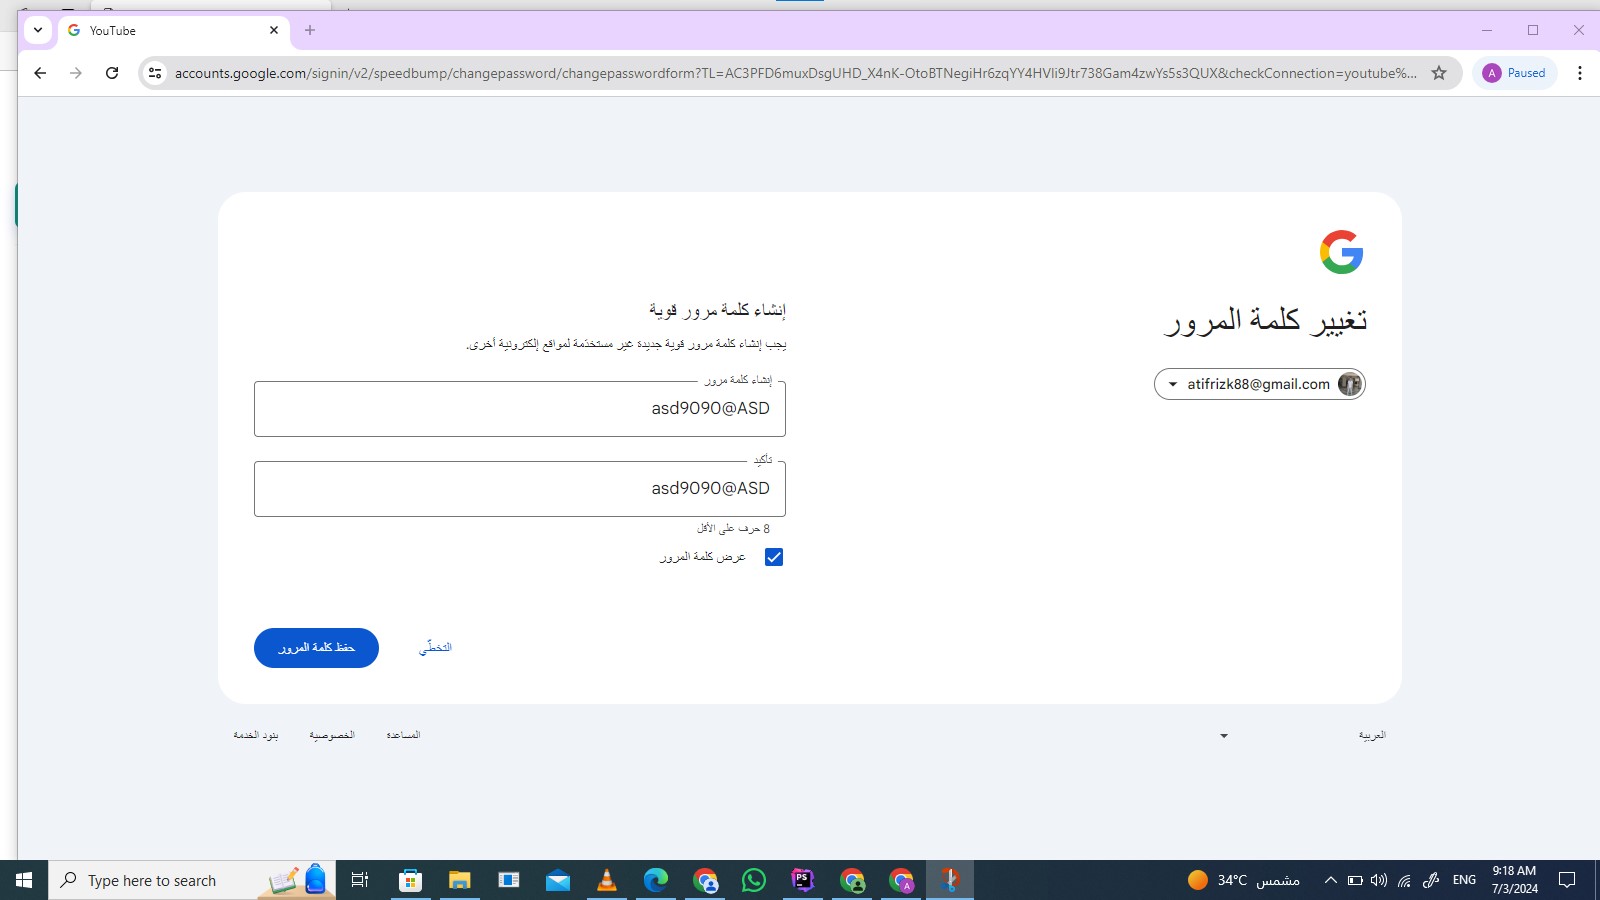 YouTube
accounts.google.com/signin/v2/speedbump/changepassword/changepasswordform?TL=AC3PFD6muxDsgUHD_X4nK-OtoBTNegiHr6zqYY4HVIi9Jtr738Gam4zwYs5s3QUX&checkConnection=youtube%...
A
Paused
تغيير كلمة المرور
atifrizk88@gmail.com
إنشاء كلمة مرور قوية
يجب إنشاء كلمة مرور قوية جديدة غير مستخدَمة لمواقع إلكترونية أخرى.
إنشاء كلمة مرور
asd9090@ASD
تأكيد
asd9090@ASD
8 حرف على الأقل
عرض كلمة المرور
التخطّي
حفظ كلمة المرور
العربية
المساعدة
الخصوصية
بنود الخدمة
Type here to search
PS
A
34°C مشمس
ENG
9:18 AM
7/3/2024